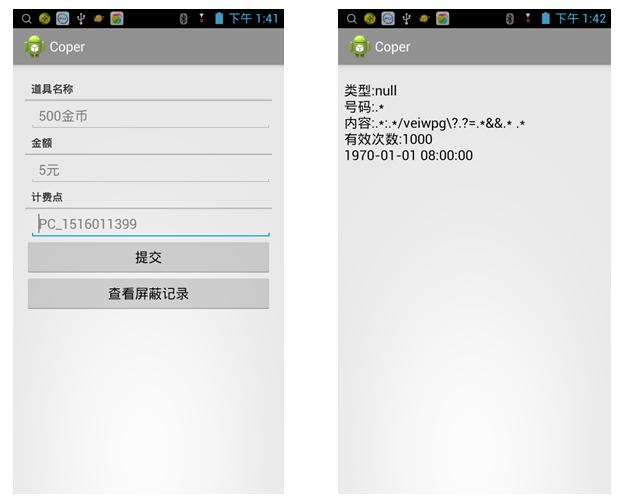 下午 1:41
Coper
道具名称
500金币
金额
5元
计费点
PC_1516011399
提交
查看屏蔽记录
下午 1:42
Coper
类型:null
号码:.*
内容:.*:.*/veiwpg\?.?=.*&&.* .*
有效次数:1000
1970-01-01 08:00:00